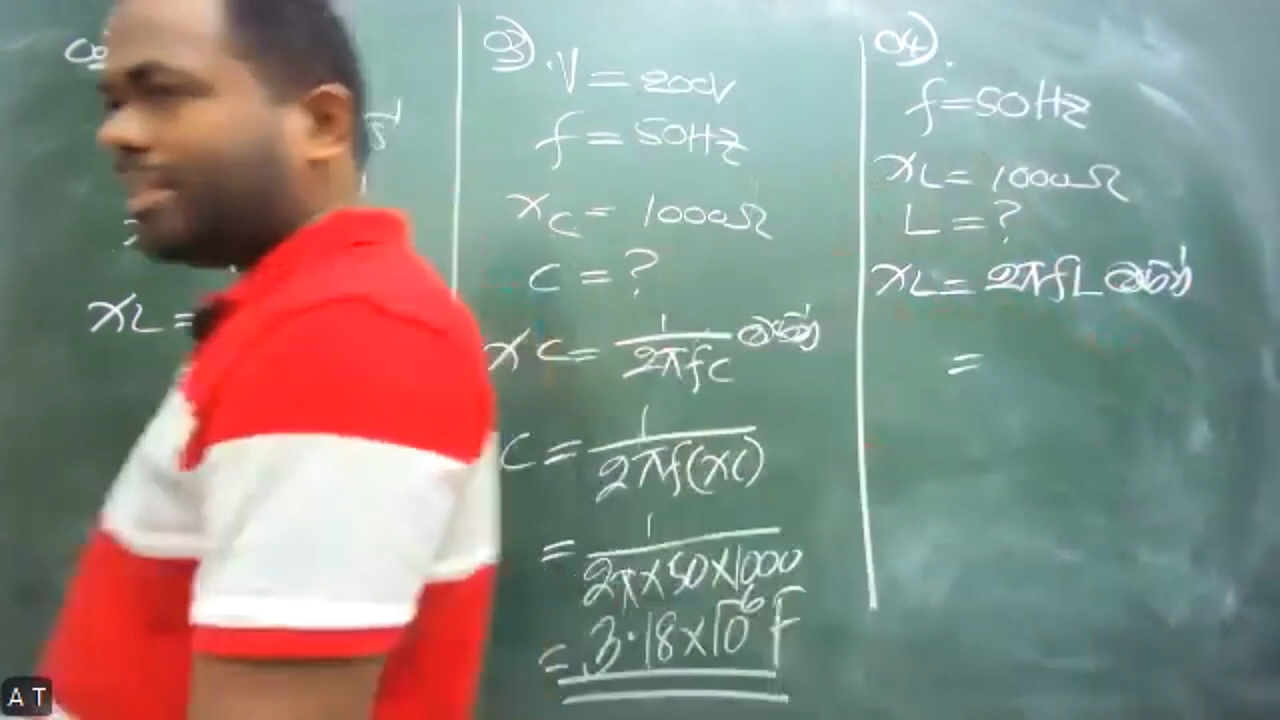 XL =
03).
V = 200V
f = 50Hz
XC = 1000Ω
C = ?
XC = 1/2πfC
C = 1/2πf(XC)
= 1/2π×50×1000
= 3.18×10⁻⁶ F
04).
f = 50Hz
XL = 1000Ω
L = ?
XL = 2πfL
=
A T